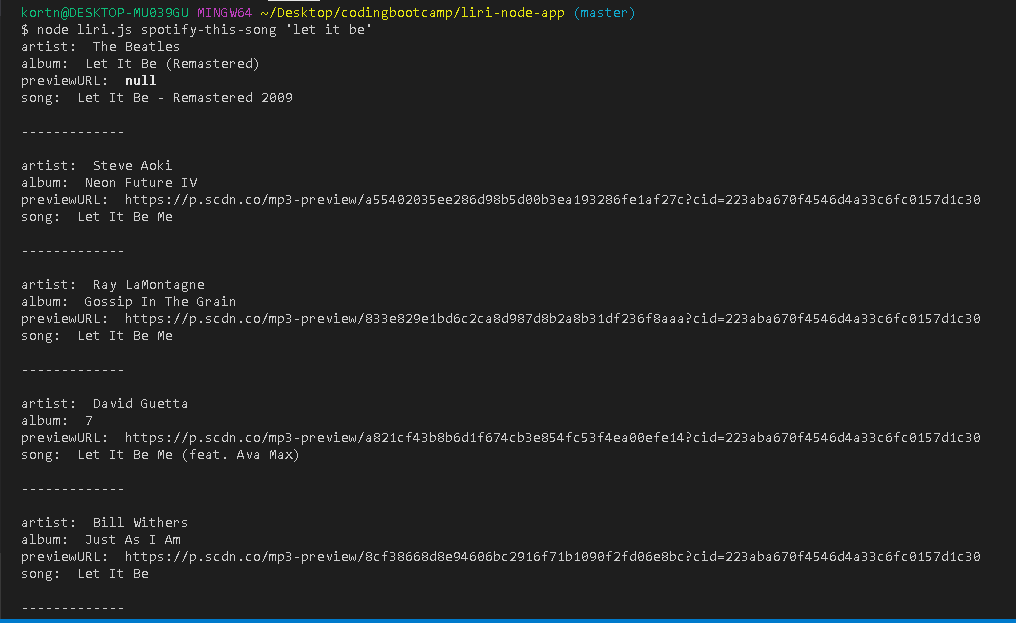 kortn@DESKTOP-MU039GU MINGW64 ~/Desktop/codingbootcamp/liri-node-app (master)
$ node liri.js spotify-this-song 'let it be'
artist:  The Beatles
album:  Let It Be (Remastered)
previewURL:  null
song:  Let It Be - Remastered 2009
-------------
artist:  Steve Aoki
album:  Neon Future IV
previewURL:  https://p.scdn.co/mp3-preview/a55402035ee286d98b5d00b3ea193286fe1af27c?cid=223aba670f4546d4a33c6fc0157d1c30
song:  Let It Be Me
-------------
artist:  Ray LaMontagne
album:  Gossip In The Grain
previewURL:  https://p.scdn.co/mp3-preview/833e829e1bd6c2ca8d987d8b2a8b31df236f8aaa?cid=223aba670f4546d4a33c6fc0157d1c30
song:  Let It Be Me
-------------
artist:  David Guetta
album:  7
previewURL:  https://p.scdn.co/mp3-preview/a821cf43b8b6d1f674cb3e854fc53f4ea00efe14?cid=223aba670f4546d4a33c6fc0157d1c30
song:  Let It Be Me (feat. Ava Max)
-------------
artist:  Bill Withers
album:  Just As I Am
previewURL:  https://p.scdn.co/mp3-preview/8cf38668d8e94606bc2916f71b1090f2fd06e8bc?cid=223aba670f4546d4a33c6fc0157d1c30
song:  Let It Be
-------------